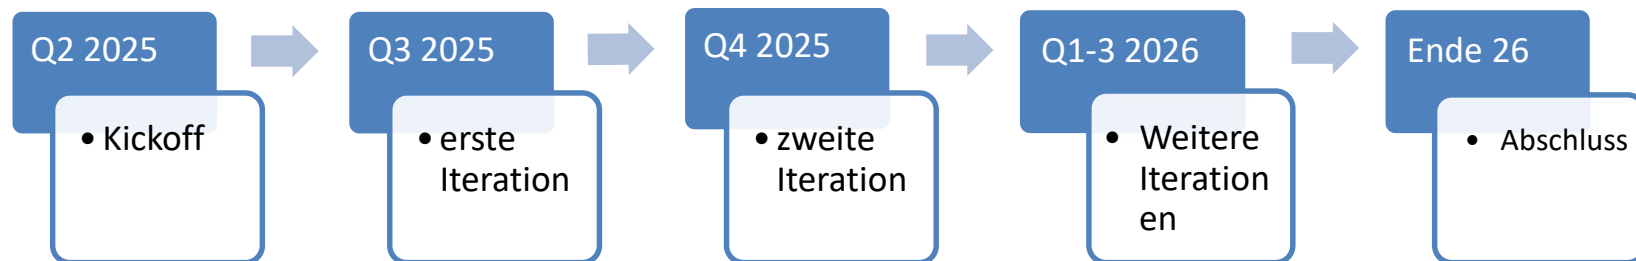 Q2 2025
• Kickoff
Q3 2025
• erste
Iteration
Q4 2025
• zweite
Iteration
Q1-3 2026
• Weitere
Iteration
en
Ende 26
• Abschluss